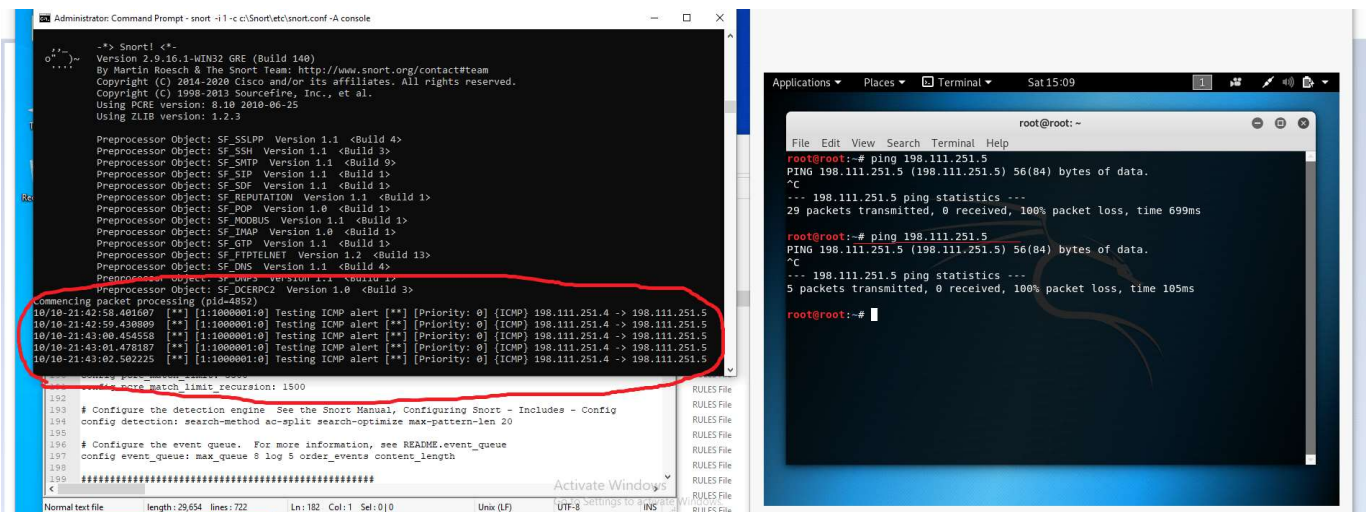 Administrator: Command Prompt - snort -i 1 -c c:\Snort\etc\snort.conf -A console
,,_ -*> Snort! <*-
o" )~ Version 2.9.16.1-WIN32 GRE (Build 140)
'''' By Martin Roesch & The Snort Team: http://www.snort.org/contact#team
Copyright (C) 2014-2020 Cisco and/or its affiliates. All rights reserved.
Copyright (C) 1998-2013 Sourcefire, Inc., et al.
Using PCRE version: 8.10 2010-06-25
Using ZLIB version: 1.2.3
Preprocessor Object: SF_SSLPP Version 1.1 <Build 4>
Preprocessor Object: SF_SSH Version 1.1 <Build 3>
Preprocessor Object: SF_SMTP Version 1.1 <Build 9>
Preprocessor Object: SF_SIP Version 1.1 <Build 1>
Preprocessor Object: SF_SDF Version 1.1 <Build 1>
Preprocessor Object: SF_REPUTATION Version 1.1 <Build 1>
Preprocessor Object: SF_POP Version 1.0 <Build 1>
Preprocessor Object: SF_MODBUS Version 1.1 <Build 1>
Preprocessor Object: SF_IMAP Version 1.0 <Build 1>
Preprocessor Object: SF_GTP Version 1.1 <Build 1>
Preprocessor Object: SF_FTPTELNET Version 1.2 <Build 13>
Preprocessor Object: SF_DNS Version 1.1 <Build 4>
Preprocessor Object: SF_DNP3 Version 1.1 <Build 1>
Preprocessor Object: SF_DCERPC2 Version 1.0 <Build 3>
Commencing packet processing (pid=4852)
10/10-21:42:58.401607 [**] [1:1000001:0] Testing ICMP alert [**] [Priority: 0] {ICMP} 198.111.251.4 -> 198.111.251.5
10/10-21:42:59.430809 [**] [1:1000001:0] Testing ICMP alert [**] [Priority: 0] {ICMP} 198.111.251.4 -> 198.111.251.5
10/10-21:43:00.454558 [**] [1:1000001:0] Testing ICMP alert [**] [Priority: 0] {ICMP} 198.111.251.4 -> 198.111.251.5
10/10-21:43:01.478187 [**] [1:1000001:0] Testing ICMP alert [**] [Priority: 0] {ICMP} 198.111.251.4 -> 198.111.251.5
10/10-21:43:02.502225 [**] [1:1000001:0] Testing ICMP alert [**] [Priority: 0] {ICMP} 198.111.251.4 -> 198.111.251.5
config pcre_match_limit_recursion: 1500
192
193 # Configure the detection engine See the Snort Manual, Configuring Snort - Includes - Config
194 config detection: search-method ac-split search-optimize max-pattern-len 20
195
196 # Configure the event queue. For more information, see README.event_queue
197 config event_queue: max_queue 8 log 5 order_events content_length
198
199 ###################################################
Normal text file length : 29,654 lines : 722 Ln : 182 Col : 1 Sel : 0 | 0 Unix (LF) UTF-8 INS
RULES File
RULES File
RULES File
RULES File
RULES File
RULES File
RULES File
RULES File
Activate Windows
Go to Settings to activate Windows.
Applications Places Terminal Sat 15:09 1
root@root: ~
File Edit View Search Terminal Help
root@root:~# ping 198.111.251.5
PING 198.111.251.5 (198.111.251.5) 56(84) bytes of data.
^C
--- 198.111.251.5 ping statistics ---
29 packets transmitted, 0 received, 100% packet loss, time 699ms
root@root:~# ping 198.111.251.5
PING 198.111.251.5 (198.111.251.5) 56(84) bytes of data.
^C
--- 198.111.251.5 ping statistics ---
5 packets transmitted, 0 received, 100% packet loss, time 105ms
root@root:~#